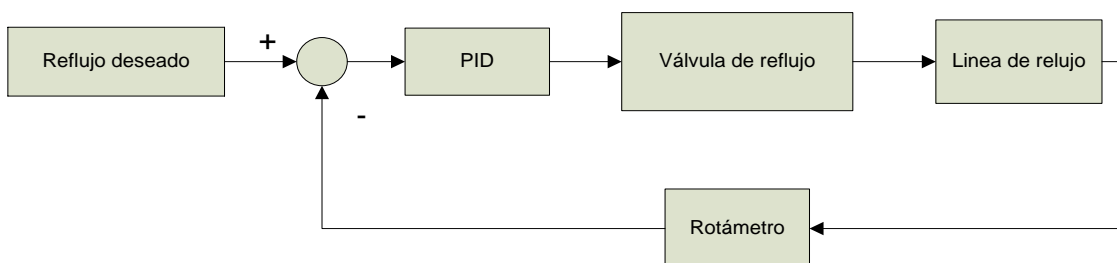 Reflujo deseado
+
-
PID
Válvula de reflujo
Linea de relujo
Rotámetro